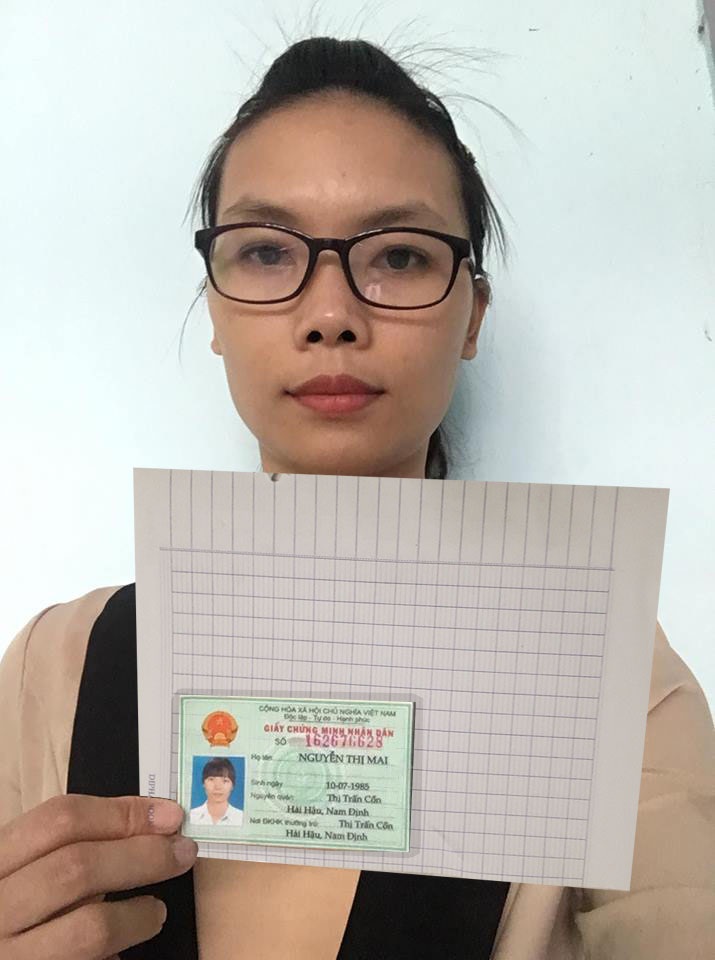 CỘNG HÒA XÃ HỘI CHỦ NGHĨA VIỆT NAM
Độc lập - Tự do - Hạnh phúc
GIẤY CHỨNG MINH NHÂN DÂN
SỐ 162676628
Họ tên NGUYỄN THỊ MAI
Sinh ngày 10-07-1985
Nguyên quán: Thị Trấn Cồn
Hải Hậu, Nam Định
Nơi ĐKHK thường trú: Thị Trấn Cồn
Hải Hậu, Nam Định